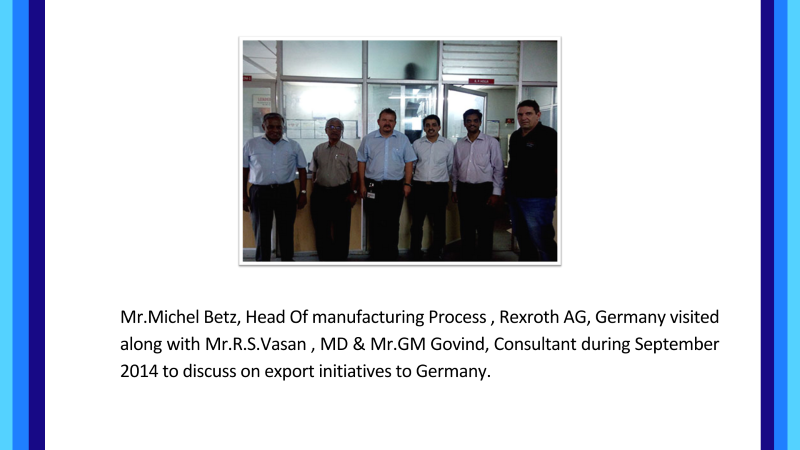 Mr.Michel Betz, Head Of manufacturing Process , Rexroth AG, Germany visited
along with Mr.R.S.Vasan , MD & Mr.GM Govind, Consultant during September
2014 to discuss on export initiatives to Germany.